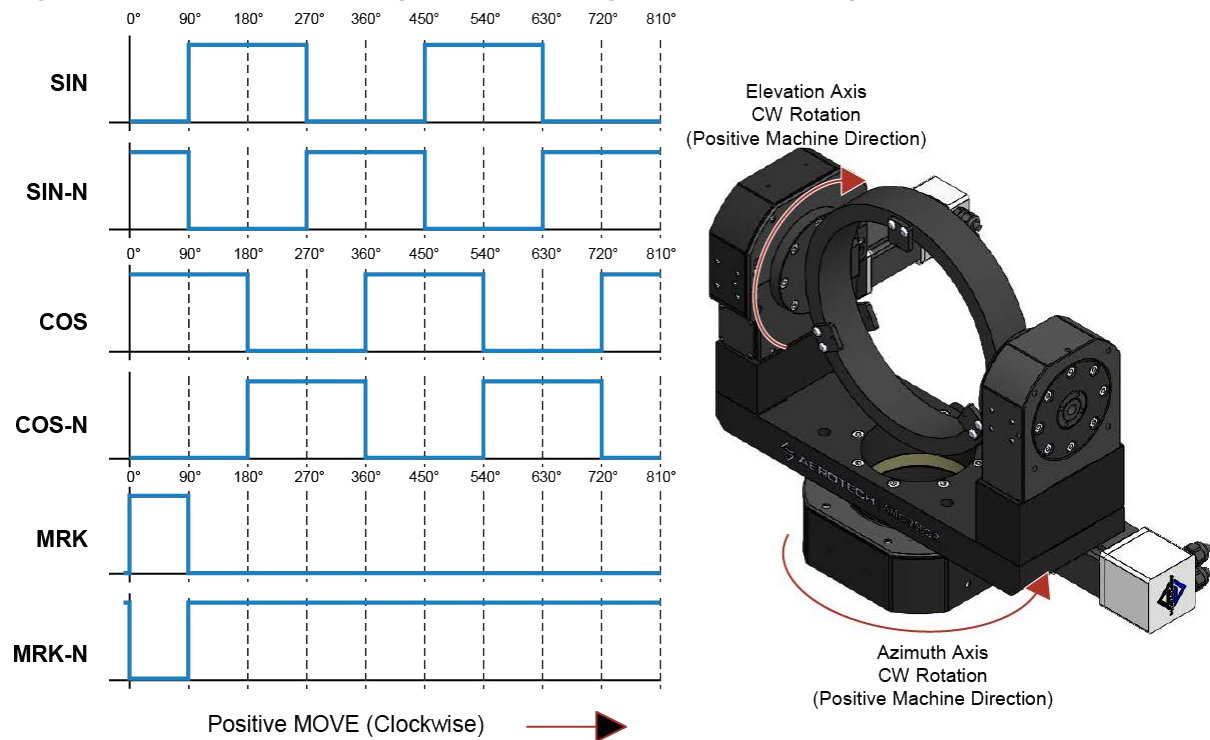 0° 90° 180° 270° 360° 450° 540° 630° 720° 810°
SIN
SIN-N
0° 90° 180° 270° 360° 450° 540° 630° 720° 810°
COS
COS-N
0° 90° 180° 270° 360° 450° 540° 630° 720° 810°
MRK
MRK-N
Positive MOVE (Clockwise)
Elevation Axis
CW Rotation
(Positive Machine Direction)
AEROTECH
Azimuth Axis
CW Rotation
(Positive Machine Direction)